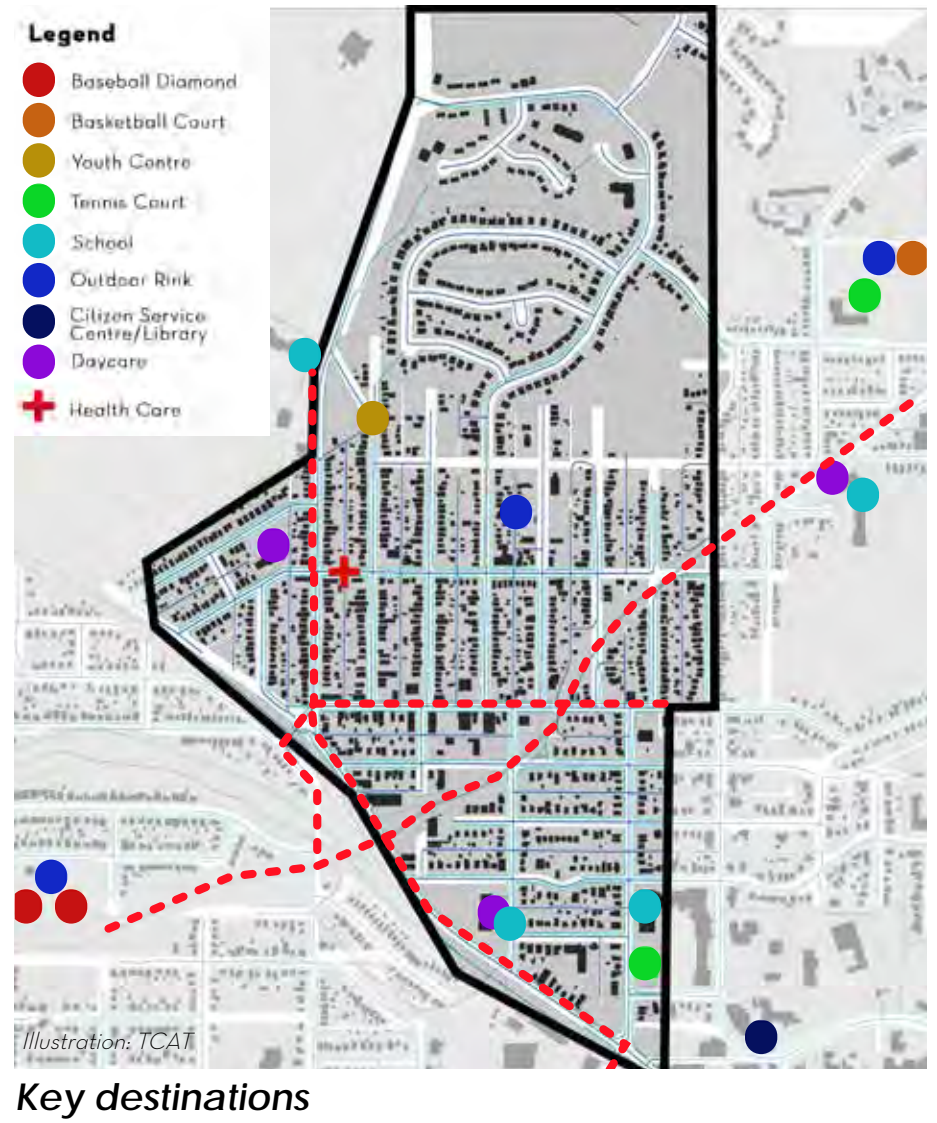 Legend
Baseball Diamond
Basketball Court
Youth Centre
Tennis Court
School
Outdoor Rink
Citizen Service
Centre/Library
Daycare
Health Care
Illustration: TCAT
Key destinations